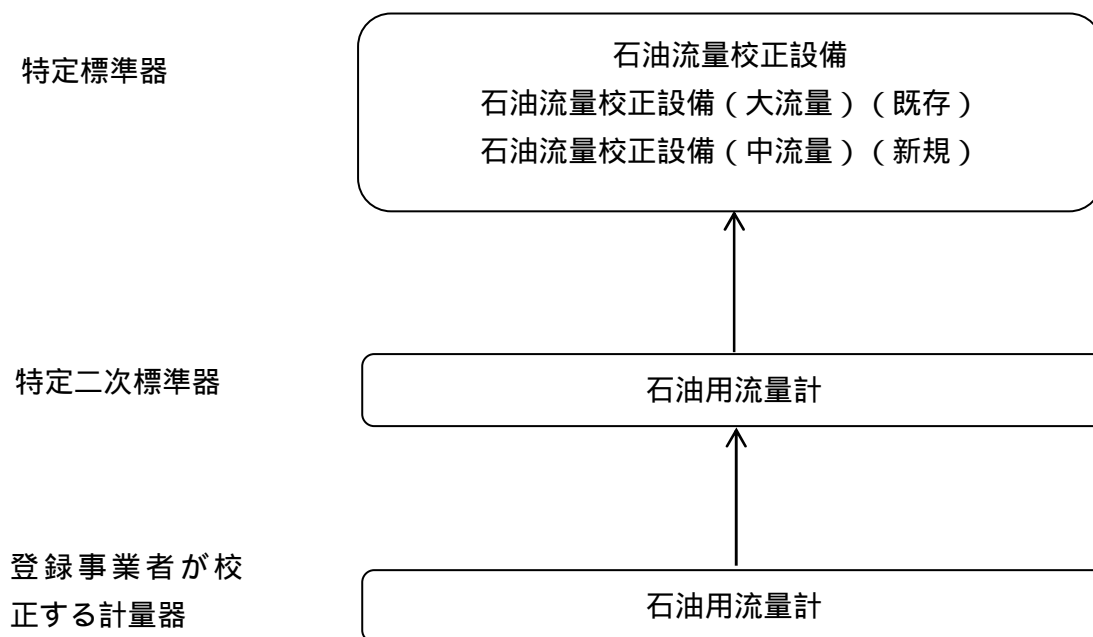 特定標準器
石油流量校正設備
石油流量校正設備（大流量）（既存）
石油流量校正設備（中流量）（新規）
特定二次標準器
石油用流量計
登録事業者が校
正する計量器
石油用流量計